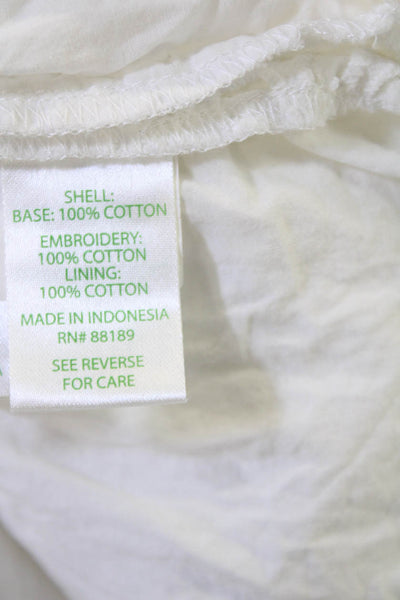 SHELL:
BASE: 100% COTTON
EMBROIDERY:
100% COTTON
LINING:
100% COTTON
MADE IN INDONESIA
RN# 88189
SEE REVERSE
FOR CARE